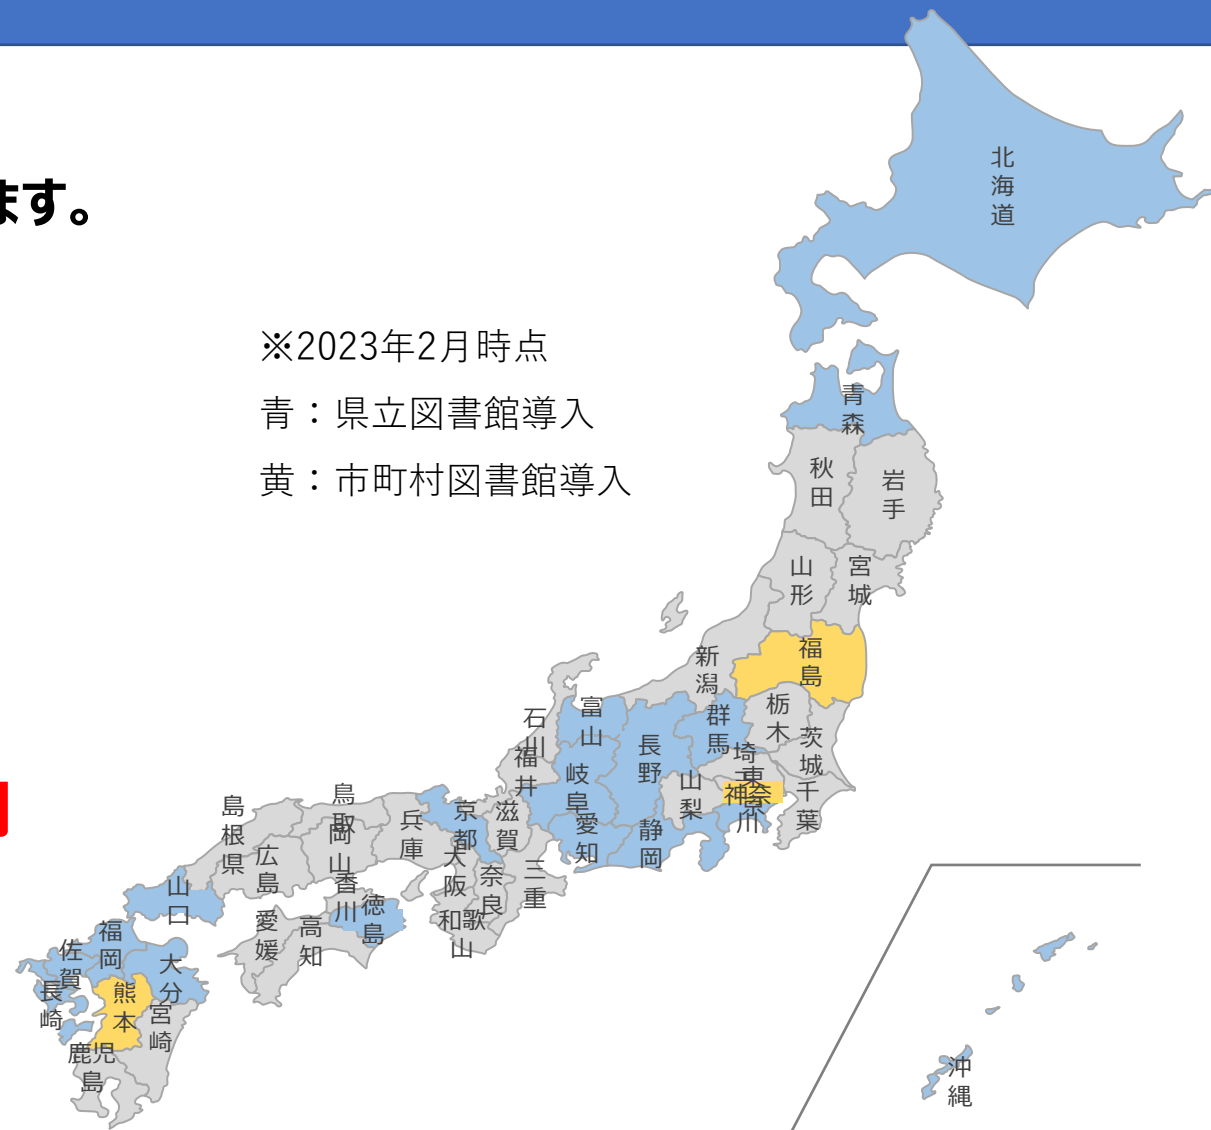 ます。
※2023年2月時点
青：県立図書館導入
黄：市町村図書館導入
北海道
青森
秋田
岩手
山形
宮城
福島
新潟
栃木
群馬
茨城
富山
石川
福井
長野
岐阜
山梨
千葉
神奈川
愛知
静岡
鳥取
島根県
岡山
広島
兵庫
京都
滋賀
大阪
奈良
三重
和歌山
香川
徳島
愛媛
高知
山口
福岡
佐賀
長崎
大分
熊本
宮崎
鹿児島
沖縄